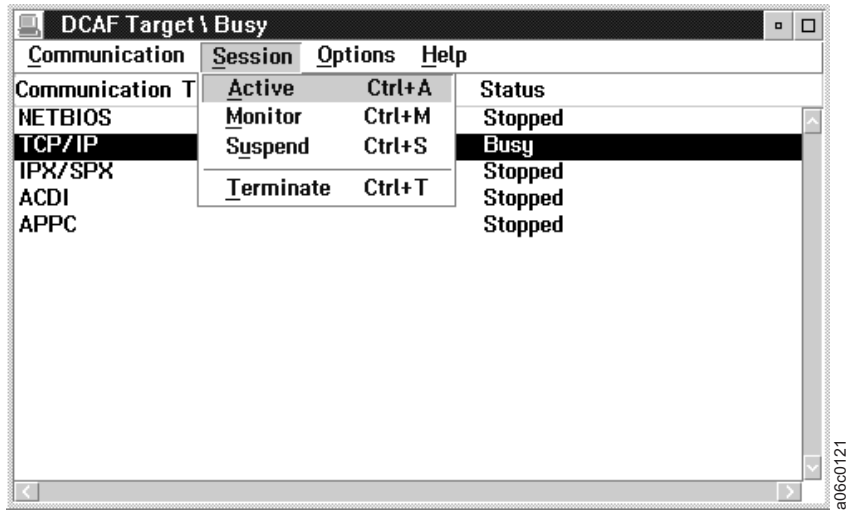 DCAF Target \ Busy
Communication Session Options Help
Communication T Active Ctrl+A Status
NETBIOS Monitor Ctrl+M Stopped
TCP/IP Suspend Ctrl+S Busy
IPX/SPX Stopped
ACDI Terminate Ctrl+T Stopped
APPC Stopped
a06c0121